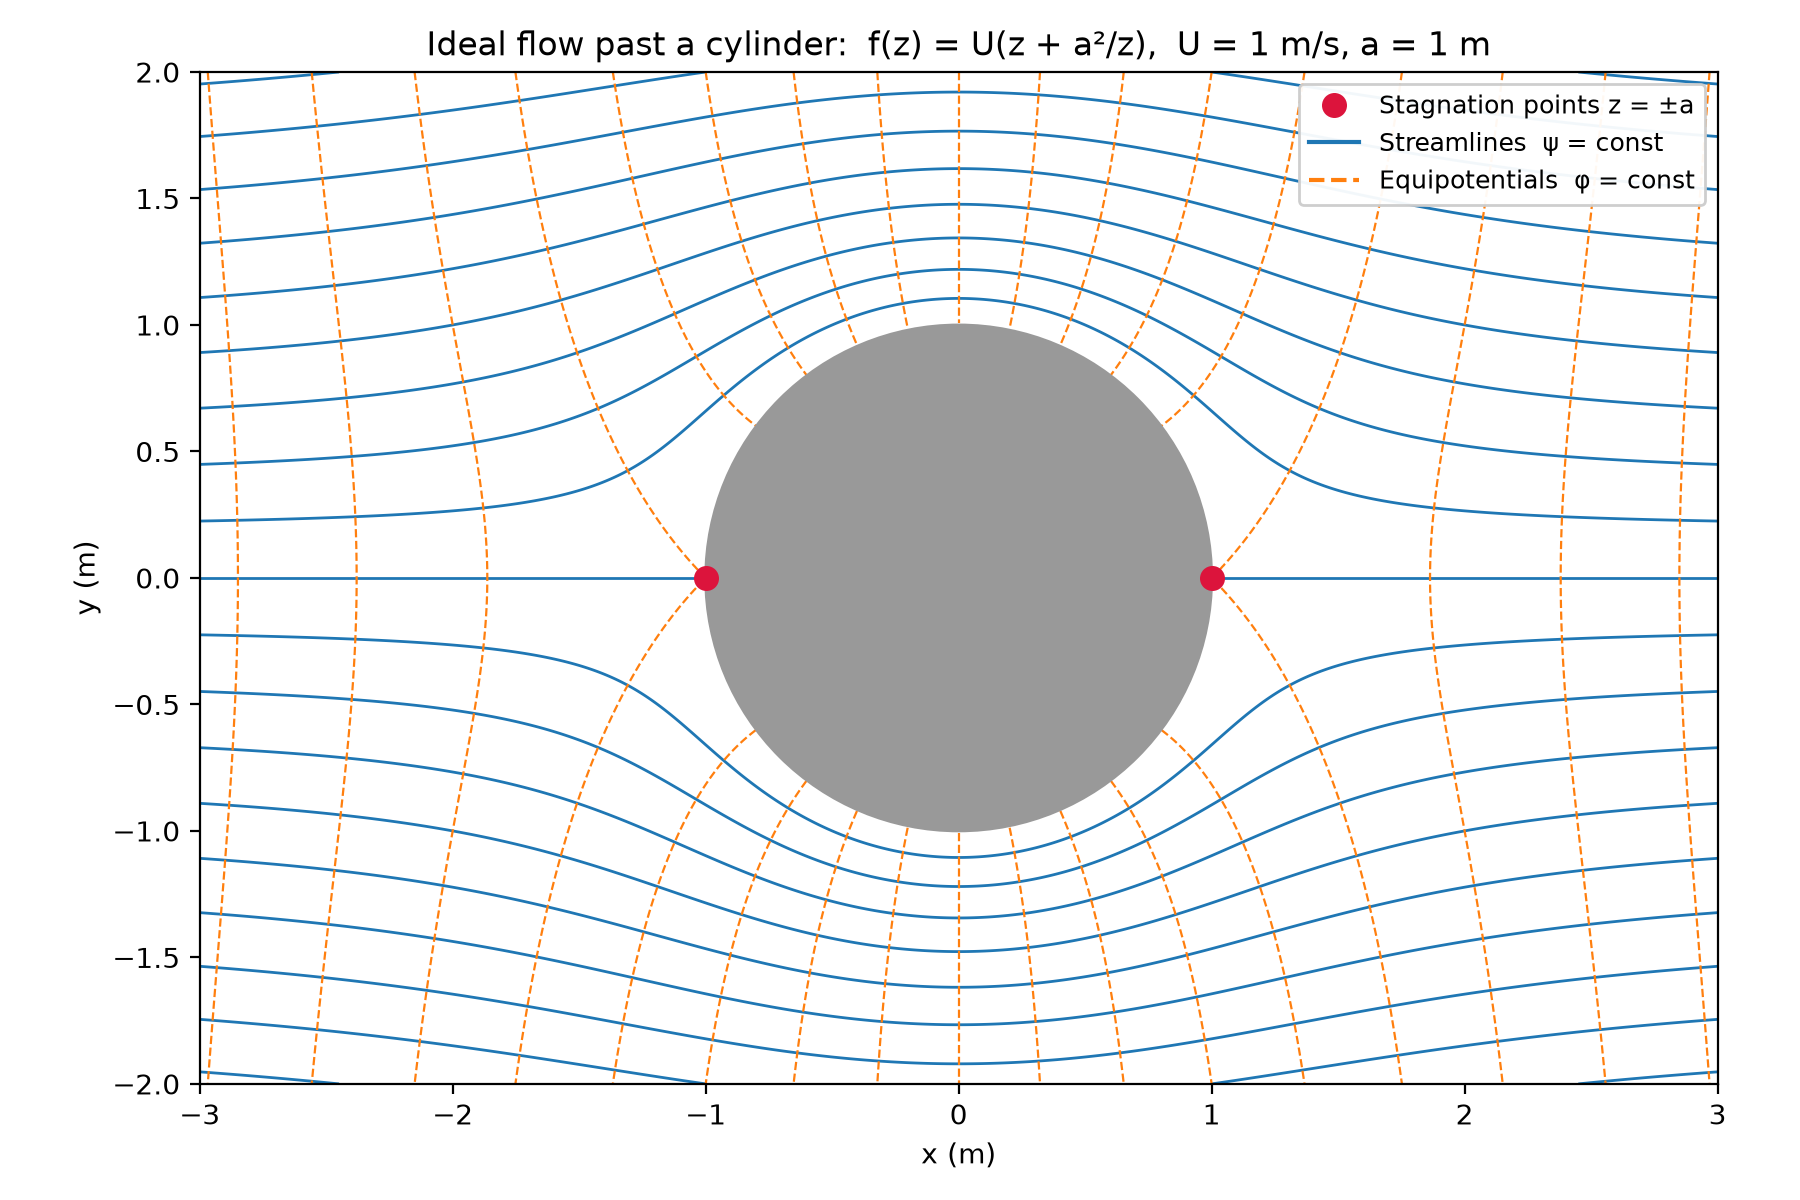 Ideal flow past a cylinder:  f(z) = U(z + a²/z),  U = 1 m/s, a = 1 m
Stagnation points z = ±a
Streamlines  ψ = const
Equipotentials  φ = const
y (m)
2.0
1.5
1.0
0.5
0.0
−0.5
−1.0
−1.5
−2.0
−3 −2 −1 0 1 2 3
x (m)